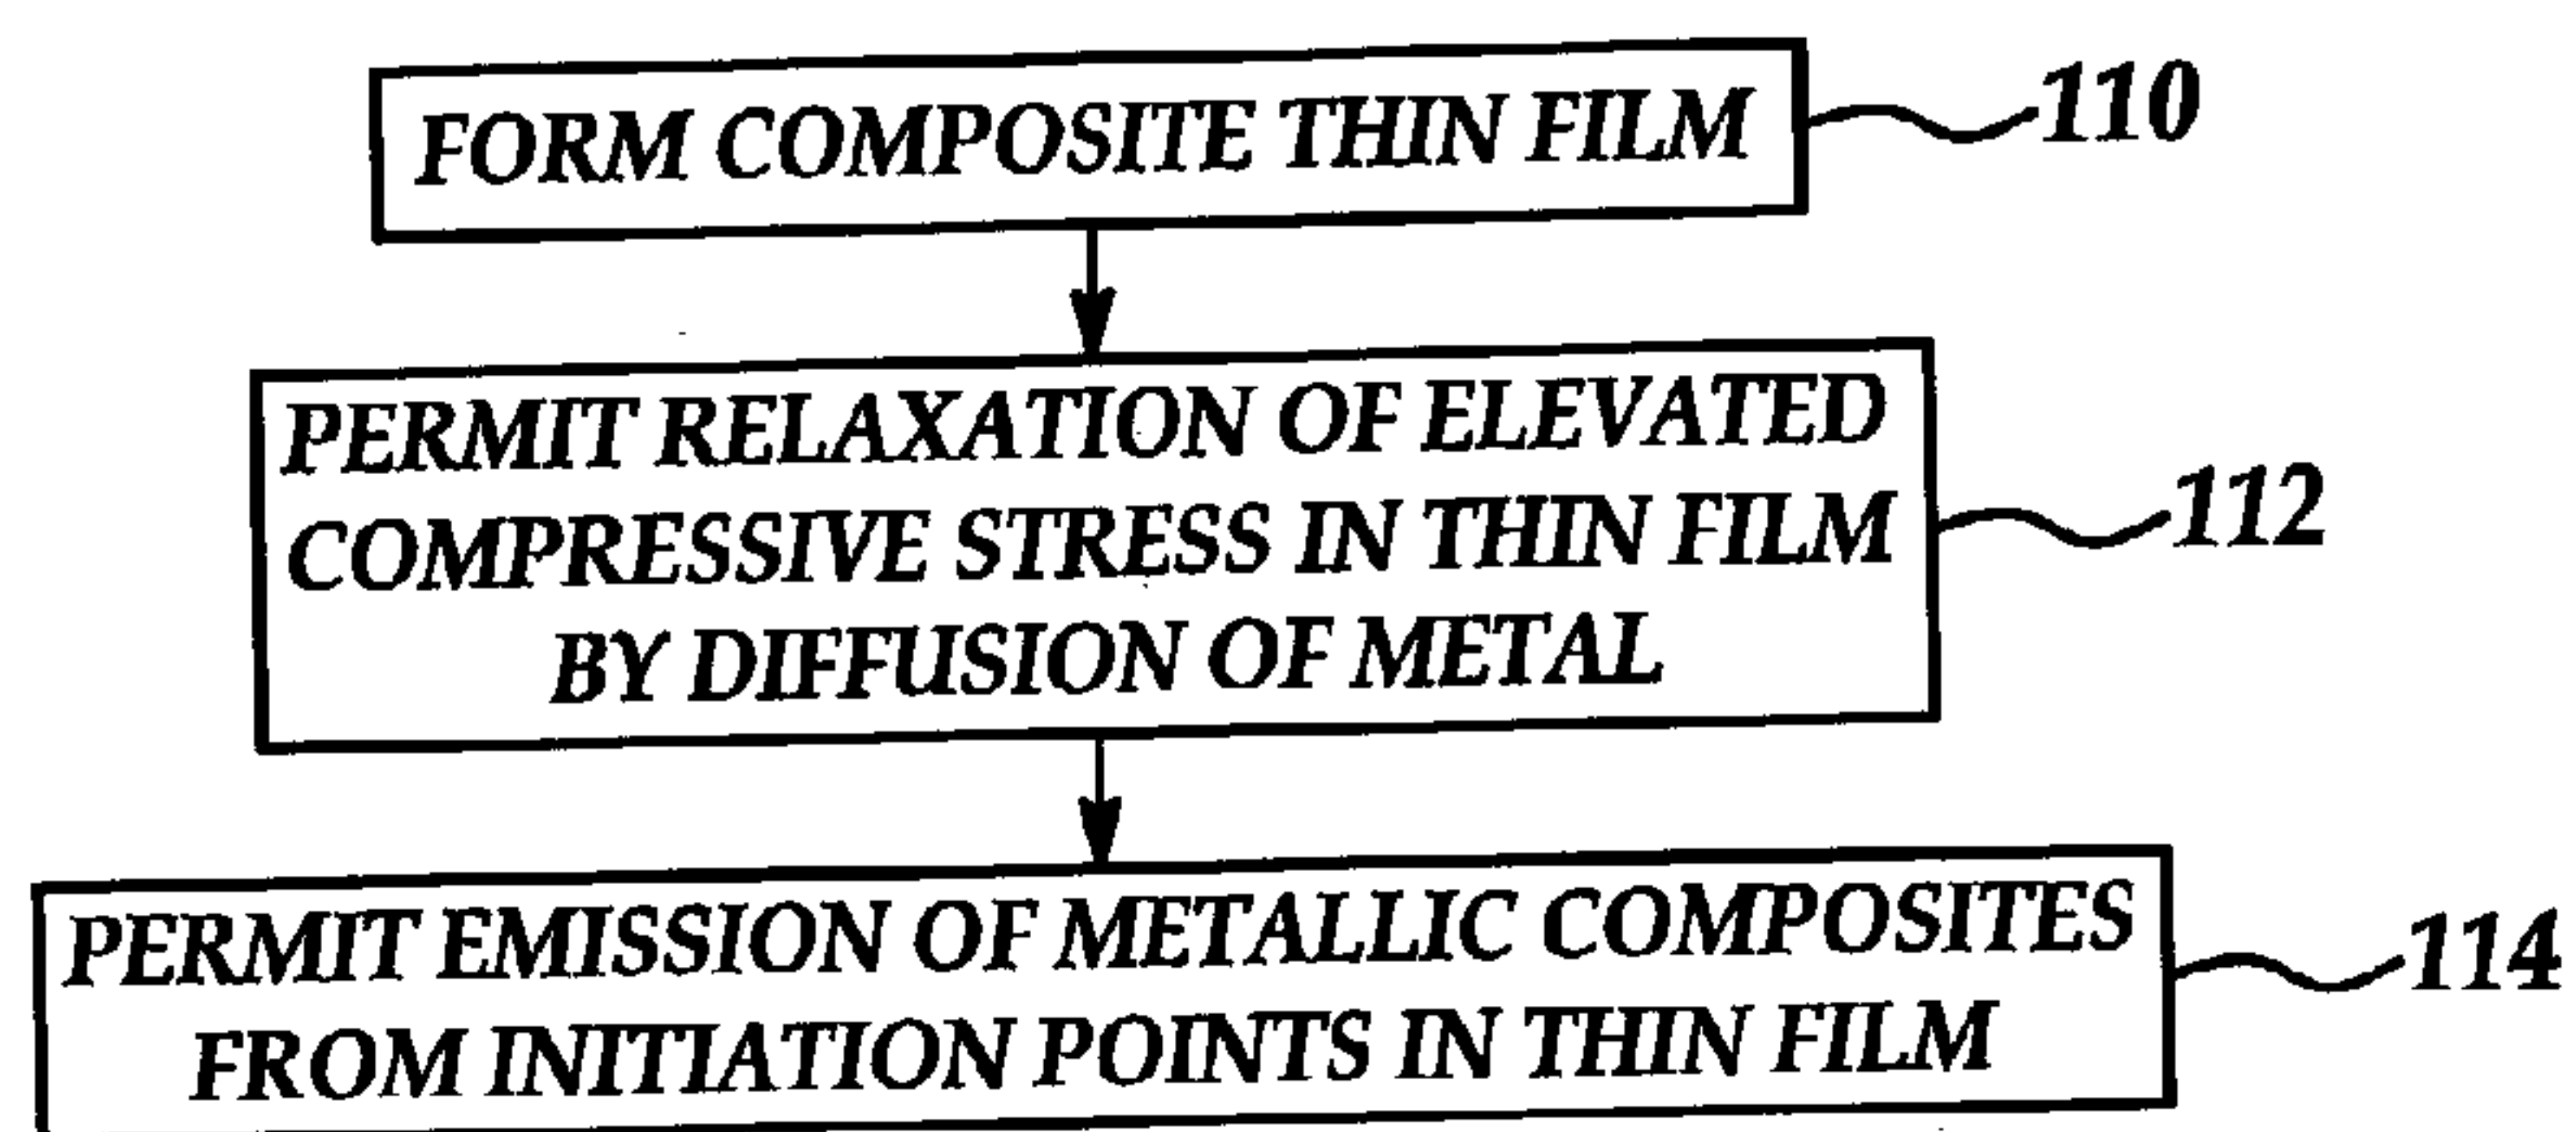 FORM COMPOSITE THIN FILM
110
PERMIT RELAXATION OF ELEVATED
COMPRESSIVE STRESS IN THIN FILM
BY DIFFUSION OF METAL
112
PERMIT EMISSION OF METALLIC COMPOSITES
FROM INITIATION POINTS IN THIN FILM
114